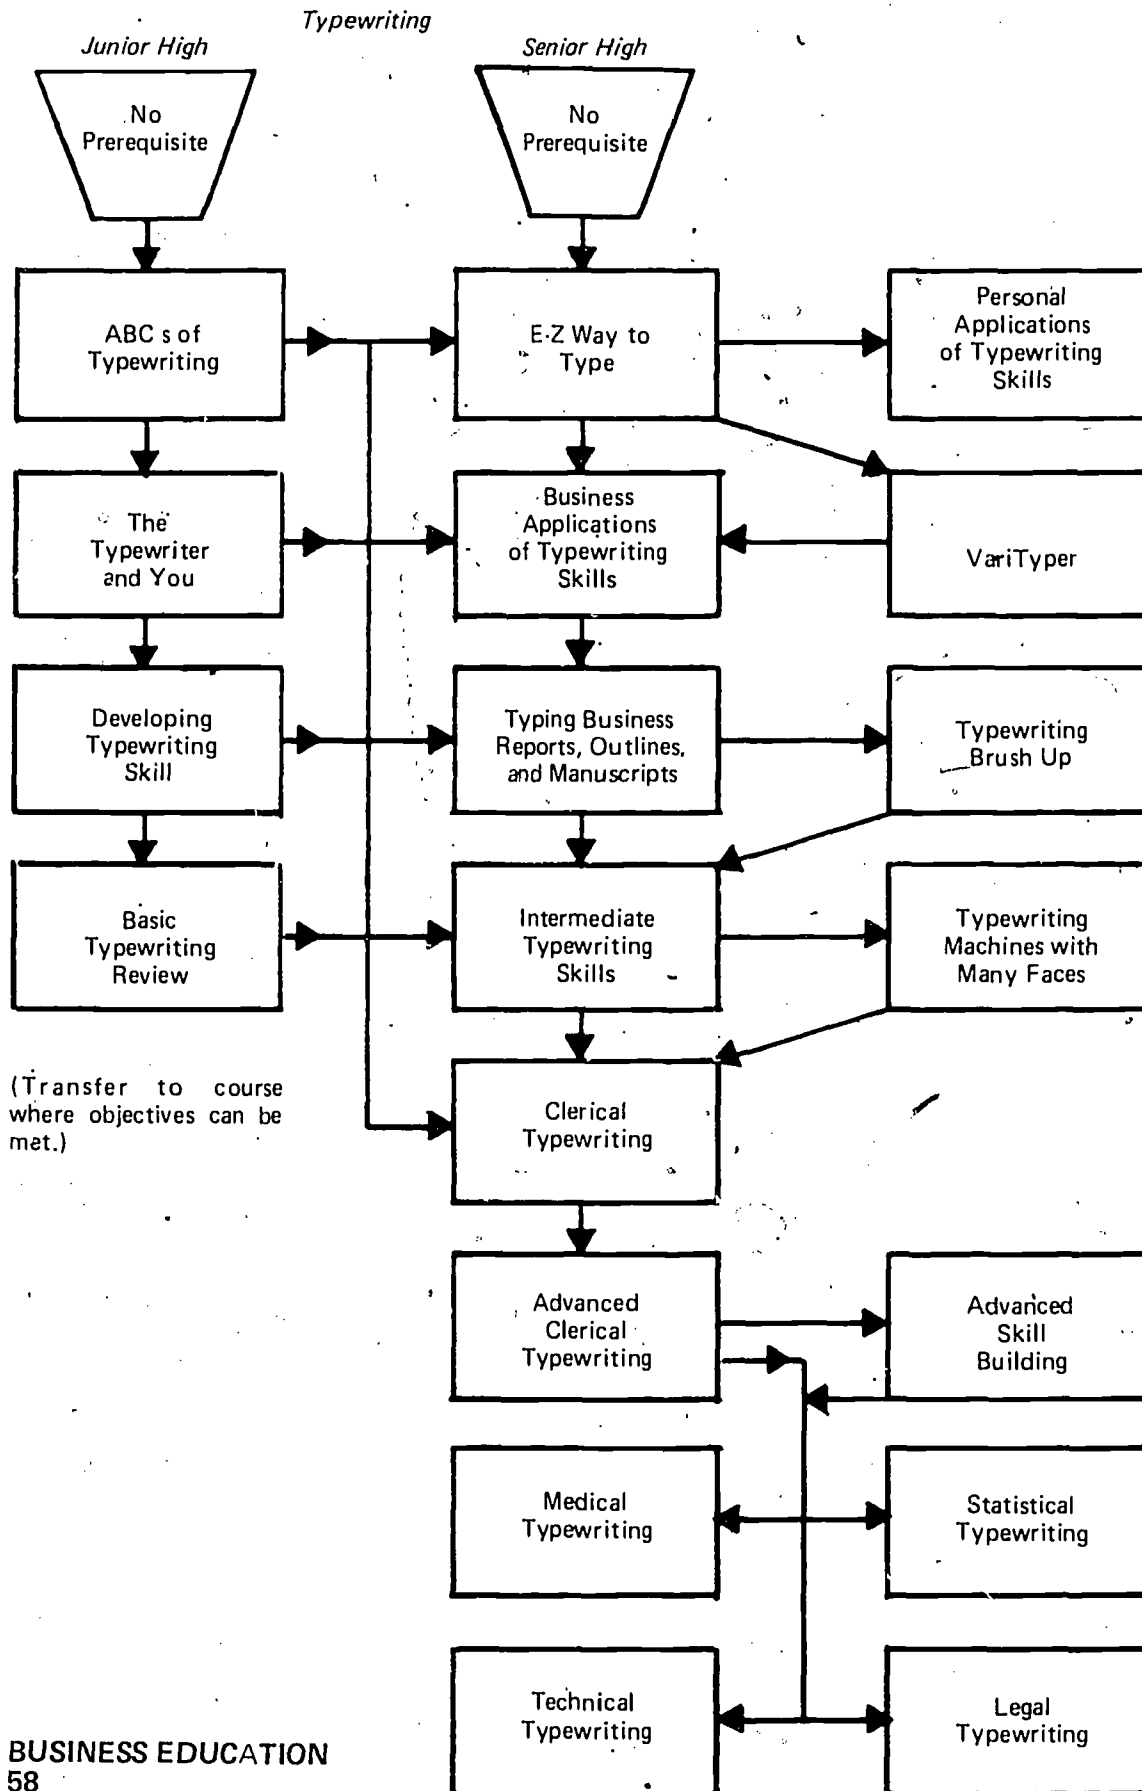 Typewriting
Junior High
Senior High
No
Prerequisite
No
Prerequisite
ABC s of
Typewriting
E-Z Way to
Type
Personal
Applications
of Typewriting
Skills
The
Typewriter
and You
Business
Applications
of Typewriting
Skills
VariTyper
Developing
Typewriting
Skill
Typing Business
Reports, Outlines,
and Manuscripts
Typewriting
Brush Up
Basic
Typewriting
Review
Intermediate
Typewriting
Skills
Typewriting
Machines with
Many Faces
(Transfer to course
where objectives can be
met.)
Clerical
Typewriting
Advanced
Clerical
Typewriting
Advanced
Skill
Building
Medical
Typewriting
Statistical
Typewriting
Technical
Typewriting
Legal
Typewriting
BUSINESS EDUCATION
58